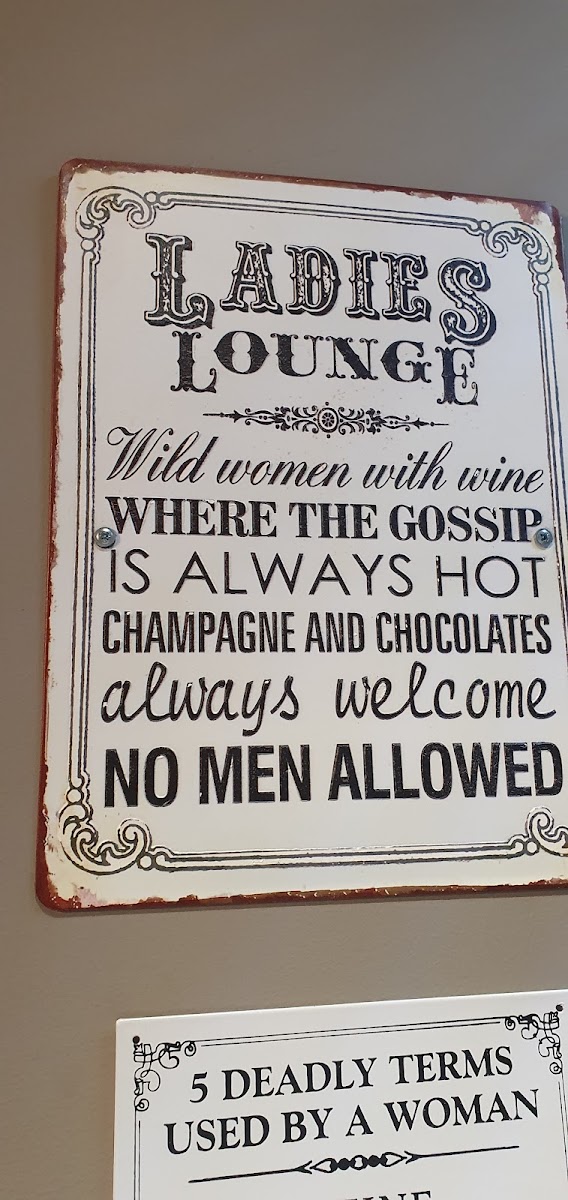 LADIES
LOUNGE
Wild women with wine
WHERE THE GOSSIP
IS ALWAYS HOT
CHAMPAGNE AND CHOCOLATES
always welcome
NO MEN ALLOWED
5 DEADLY TERMS
USED BY A WOMAN